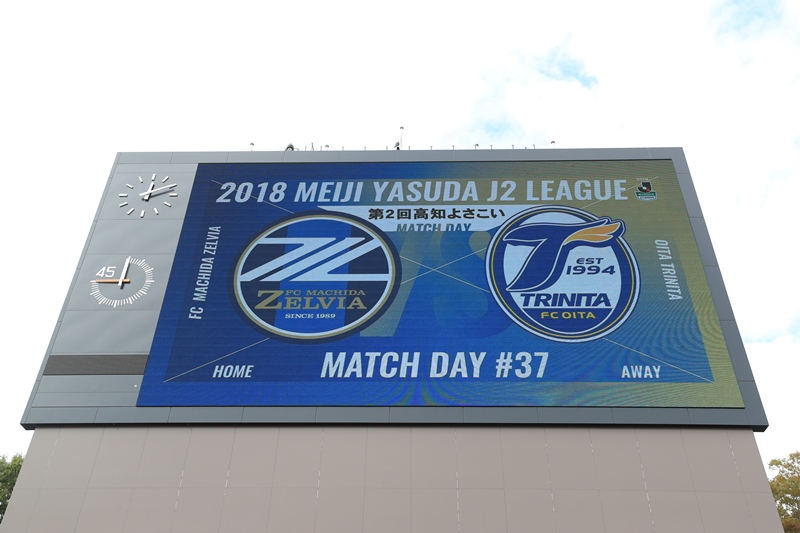 2018 MEIJI YASUDA J2 LEAGUE
第2回高知よさこい
MATCH DAY
FC MACHIDA ZELVIA
FC MACHIDA
ZELVIA
SINCE 1989
VS
T
EST
1994
TRINITA
FC OITA
OITA TRINITA
HOME
MATCH DAY #37
AWAY
45